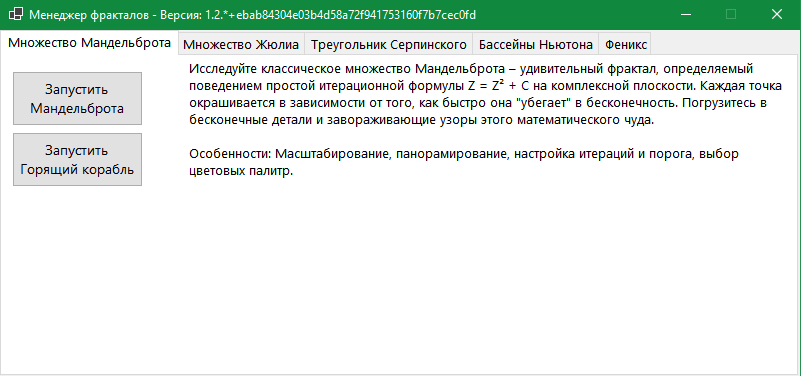 Менеджер фракталов - Версия: 1.2.*+ebab84304e03b4d58a72f941753160f7b7cec0fd
Множество Мандельброта Множество Жюлиа Треугольник Серпинского Бассейны Ньютона Феникс
Запустить
Мандельброта
Запустить
Горящий корабль
Исследуйте классическое множество Мандельброта – удивительный фрактал, определяемый
поведением простой итерационной формулы Z = Z² + C на комплексной плоскости. Каждая точка
окрашивается в зависимости от того, как быстро она "убегает" в бесконечность. Погрузитесь в
бесконечные детали и завораживающие узоры этого математического чуда.
Особенности: Масштабирование, панорамирование, настройка итераций и порога, выбор
цветовых палитр.